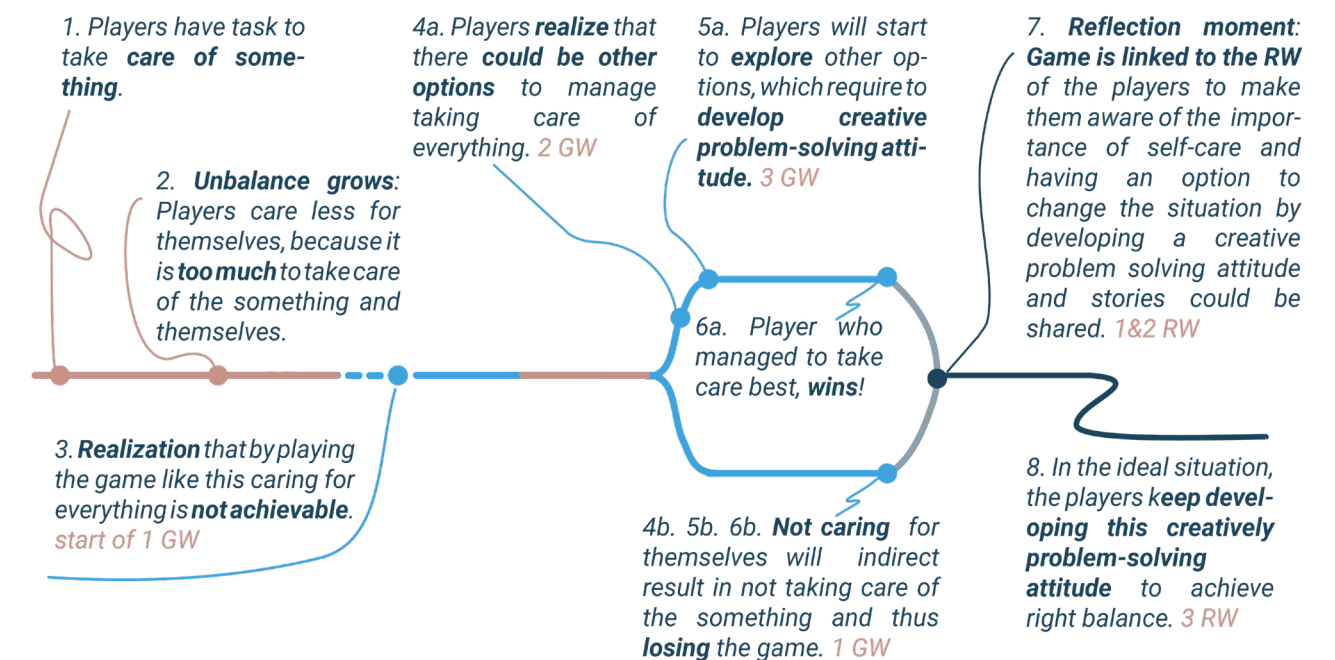 1. Players have task to
take care of some-
thing.
2. Unbalance grows:
Players care less for
themselves, because it
is too much to take care
of the something and
themselves.
3. Realization that by playing
the game like this caring for
everything is not achievable.
start of 1 GW
4a. Players realize that
there could be other
options to manage
taking care of
everything. 2 GW
5a. Players will start
to explore other op-
tions, which require to
develop creative
problem-solving atti-
tude. 3 GW
6a. Player who
managed to take
care best, wins!
4b. 5b. 6b. Not caring for
themselves will indirect
result in not taking care of
the something and thus
losing the game. 1 GW
7. Reflection moment:
Game is linked to the RW
of the players to make
them aware of the impor-
tance of self-care and
having an option to
change the situation by
developing a creative
problem solving attitude
and stories could be
shared. 1&2 RW
8. In the ideal situation,
the players keep devel-
oping this creatively
problem-solving
attitude to achieve
right balance. 3 RW